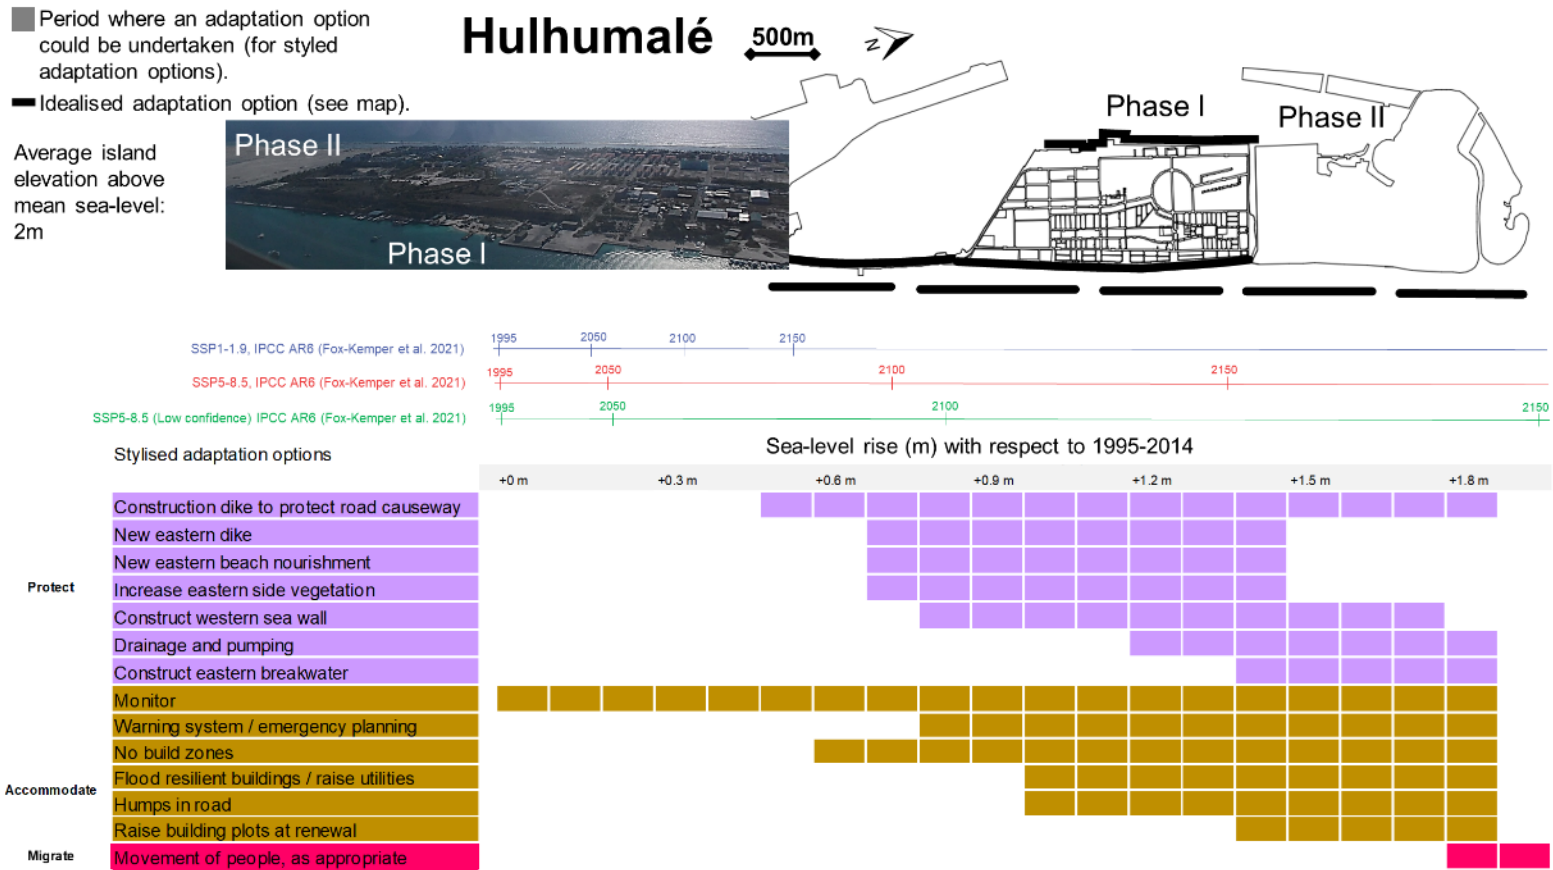 Period where an adaptation option
could be undertaken (for styled
adaptation options).
Idealised adaptation option (see map).
Average island
elevation above
mean sea-level:
2m
Hulhumalé
500m
N
Phase II
Phase I
Phase I
Phase II
SSP1-1.9, IPCC AR6 (Fox-Kemper et al. 2021)
1995 2050 2100 2150
SSP5-8.5, IPCC AR6 (Fox-Kemper et al. 2021)
1995 2050 2100 2150
SSP5-8.5 (Low confidence) IPCC AR6 (Fox-Kemper et al. 2021)
1995 2050 2100 2150
Stylised adaptation options
Sea-level rise (m) with respect to 1995-2014
+0 m +0.3 m +0.6 m +0.9 m +1.2 m +1.5 m +1.8 m
Protect
Construction dike to protect road causeway
New eastern dike
New eastern beach nourishment
Increase eastern side vegetation
Construct western sea wall
Drainage and pumping
Construct eastern breakwater
Accommodate
Monitor
Warning system / emergency planning
No build zones
Flood resilient buildings / raise utilities
Humps in road
Raise building plots at renewal
Migrate
Movement of people, as appropriate